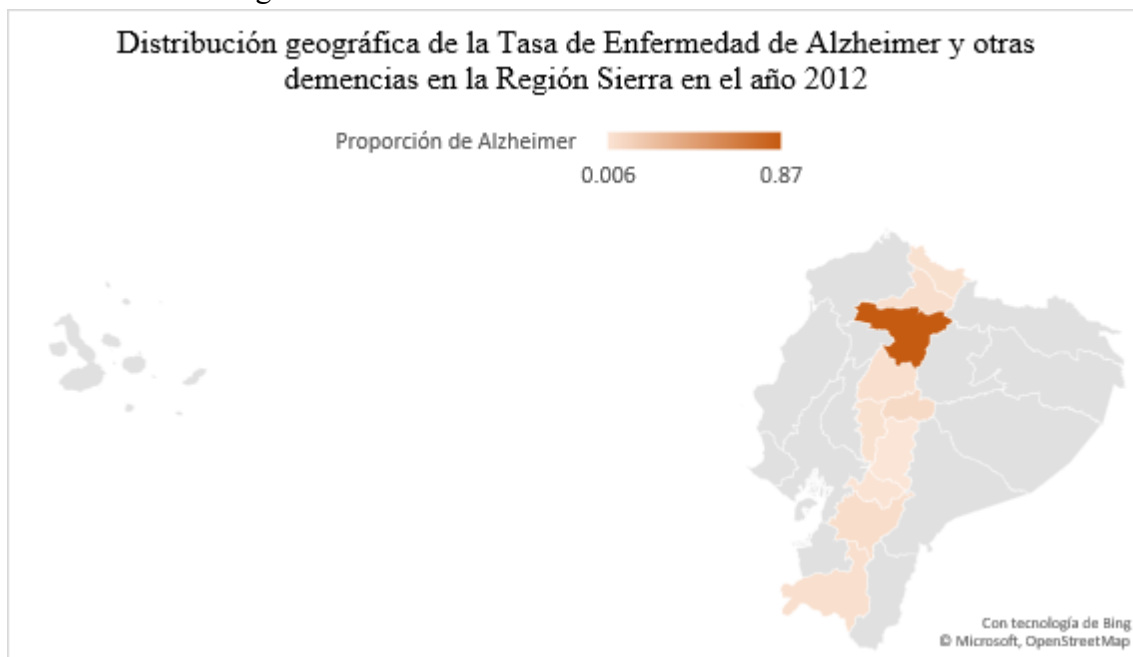 Distribución geográfica de la Tasa de Enfermedad de Alzheimer y otras
demencias en la Región Sierra en el año 2012
Proporción de Alzheimer
0.006 0.87
Con tecnología de Bing
© Microsoft, OpenStreetMap